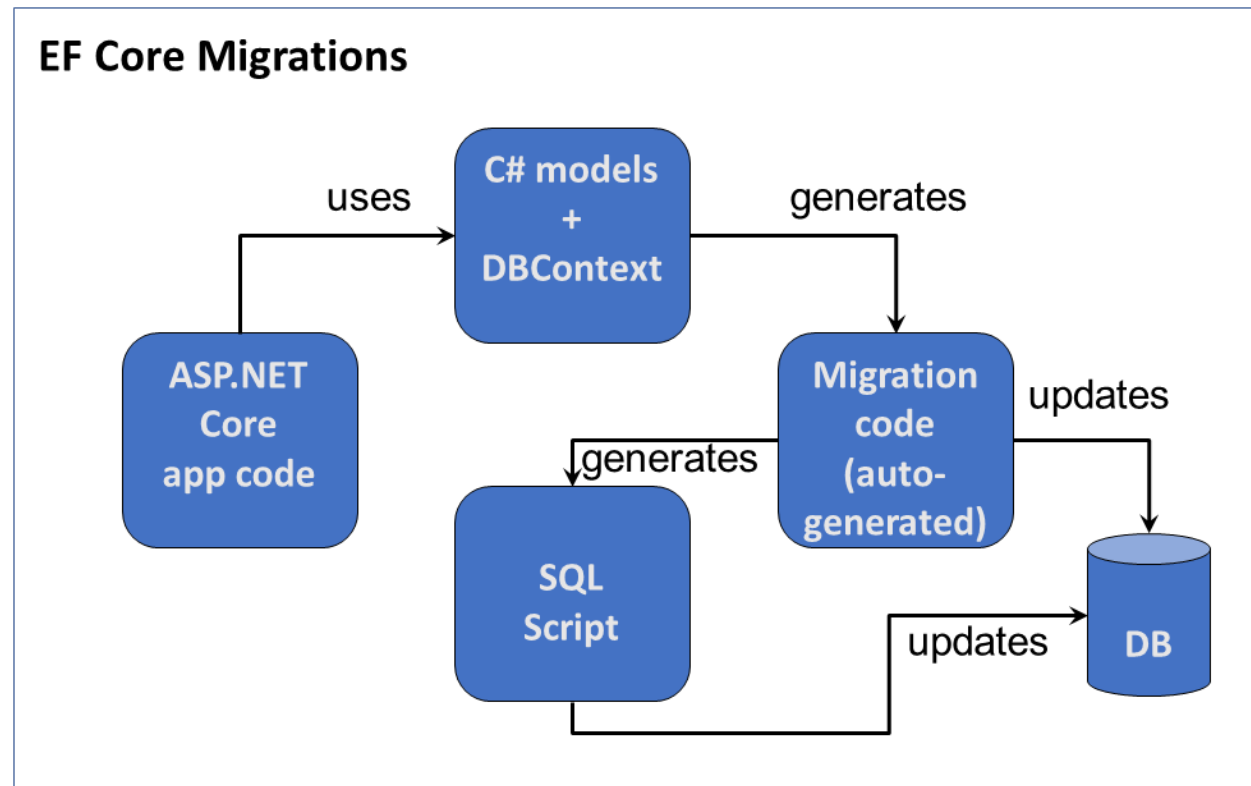 EF Core Migrations
C# models
+
DBContext
uses
generates
ASP.NET
Core
app code
Migration
code
(auto-
generated)
updates
generates
SQL
Script
updates
DB